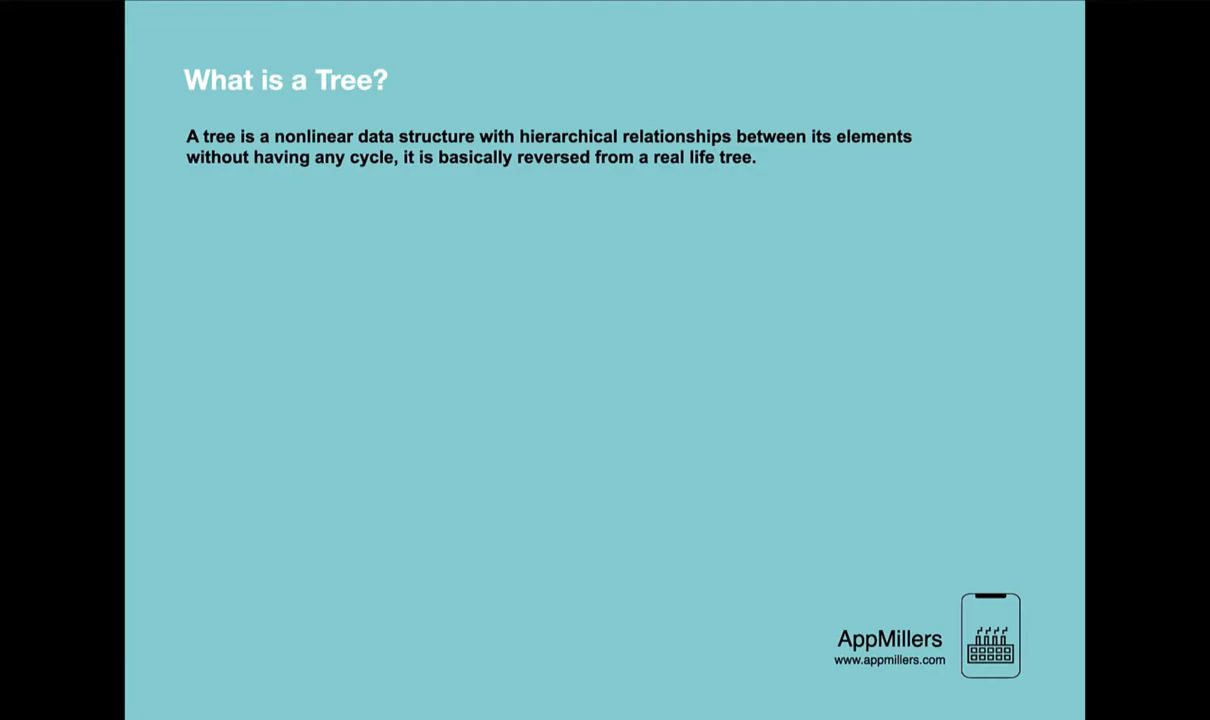 What is a Tree?
A tree is a nonlinear data structure with hierarchical relationships between its elements
without having any cycle, it is basically reversed from a real life tree.
AppMillers
www.appmillers.com